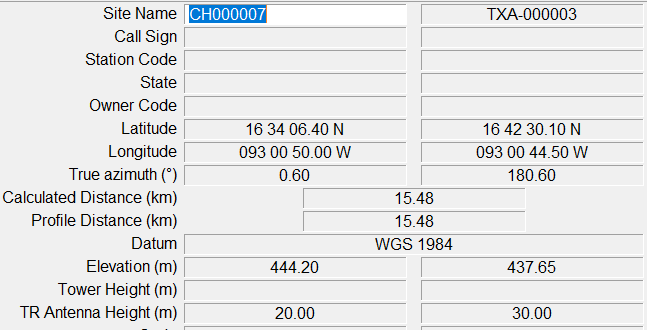 Site Name CH000007 TXA-000003
Call Sign
Station Code
State
Owner Code
Latitude 16 34 06.40 N 16 42 30.10 N
Longitude 093 00 50.00 W 093 00 44.50 W
True azimuth (°) 0.60 180.60
Calculated Distance (km) 15.48
Profile Distance (km) 15.48
Datum WGS 1984
Elevation (m) 444.20 437.65
Tower Height (m)
TR Antenna Height (m) 20.00 30.00